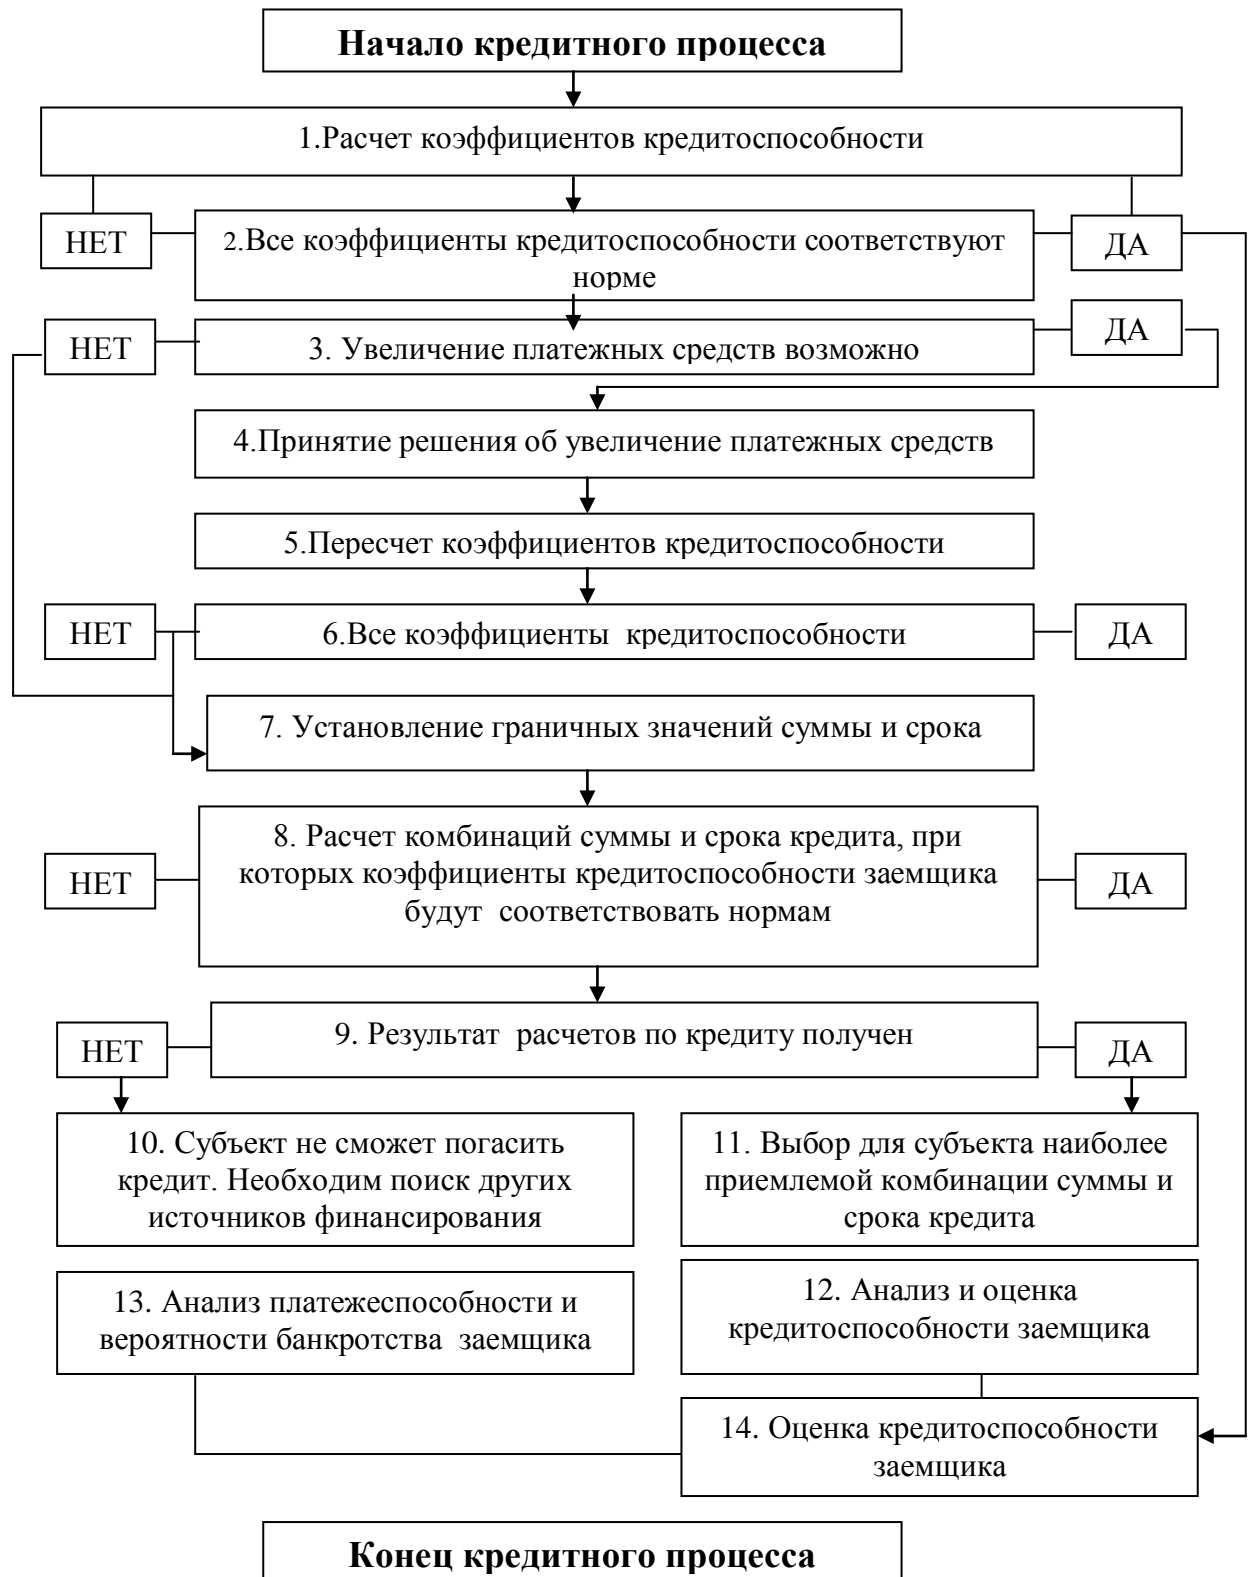 Начало кредитного процесса
1.Расчет коэффициентов кредитоспособности
НЕТ
2.Все коэффициенты кредитоспособности соответствуют
норме
ДА
НЕТ
3. Увеличение платежных средств возможно
ДА
4.Принятие решения об увеличение платежных средств
5.Пересчет коэффициентов кредитоспособности
НЕТ
6.Все коэффициенты кредитоспособности
ДА
7. Установление граничных значений суммы и срока
НЕТ
8. Расчет комбинаций суммы и срока кредита, при
которых коэффициенты кредитоспособности заемщика
будут соответствовать нормам
ДА
НЕТ
9. Результат расчетов по кредиту получен
ДА
10. Субъект не сможет погасить
кредит. Необходим поиск других
источников финансирования
11. Выбор для субъекта наиболее
приемлемой комбинации суммы и
срока кредита
13. Анализ платежеспособности и
вероятности банкротства заемщика
12. Анализ и оценка
кредитоспособности заемщика
14. Оценка кредитоспособности
заемщика
Конец кредитного процесса